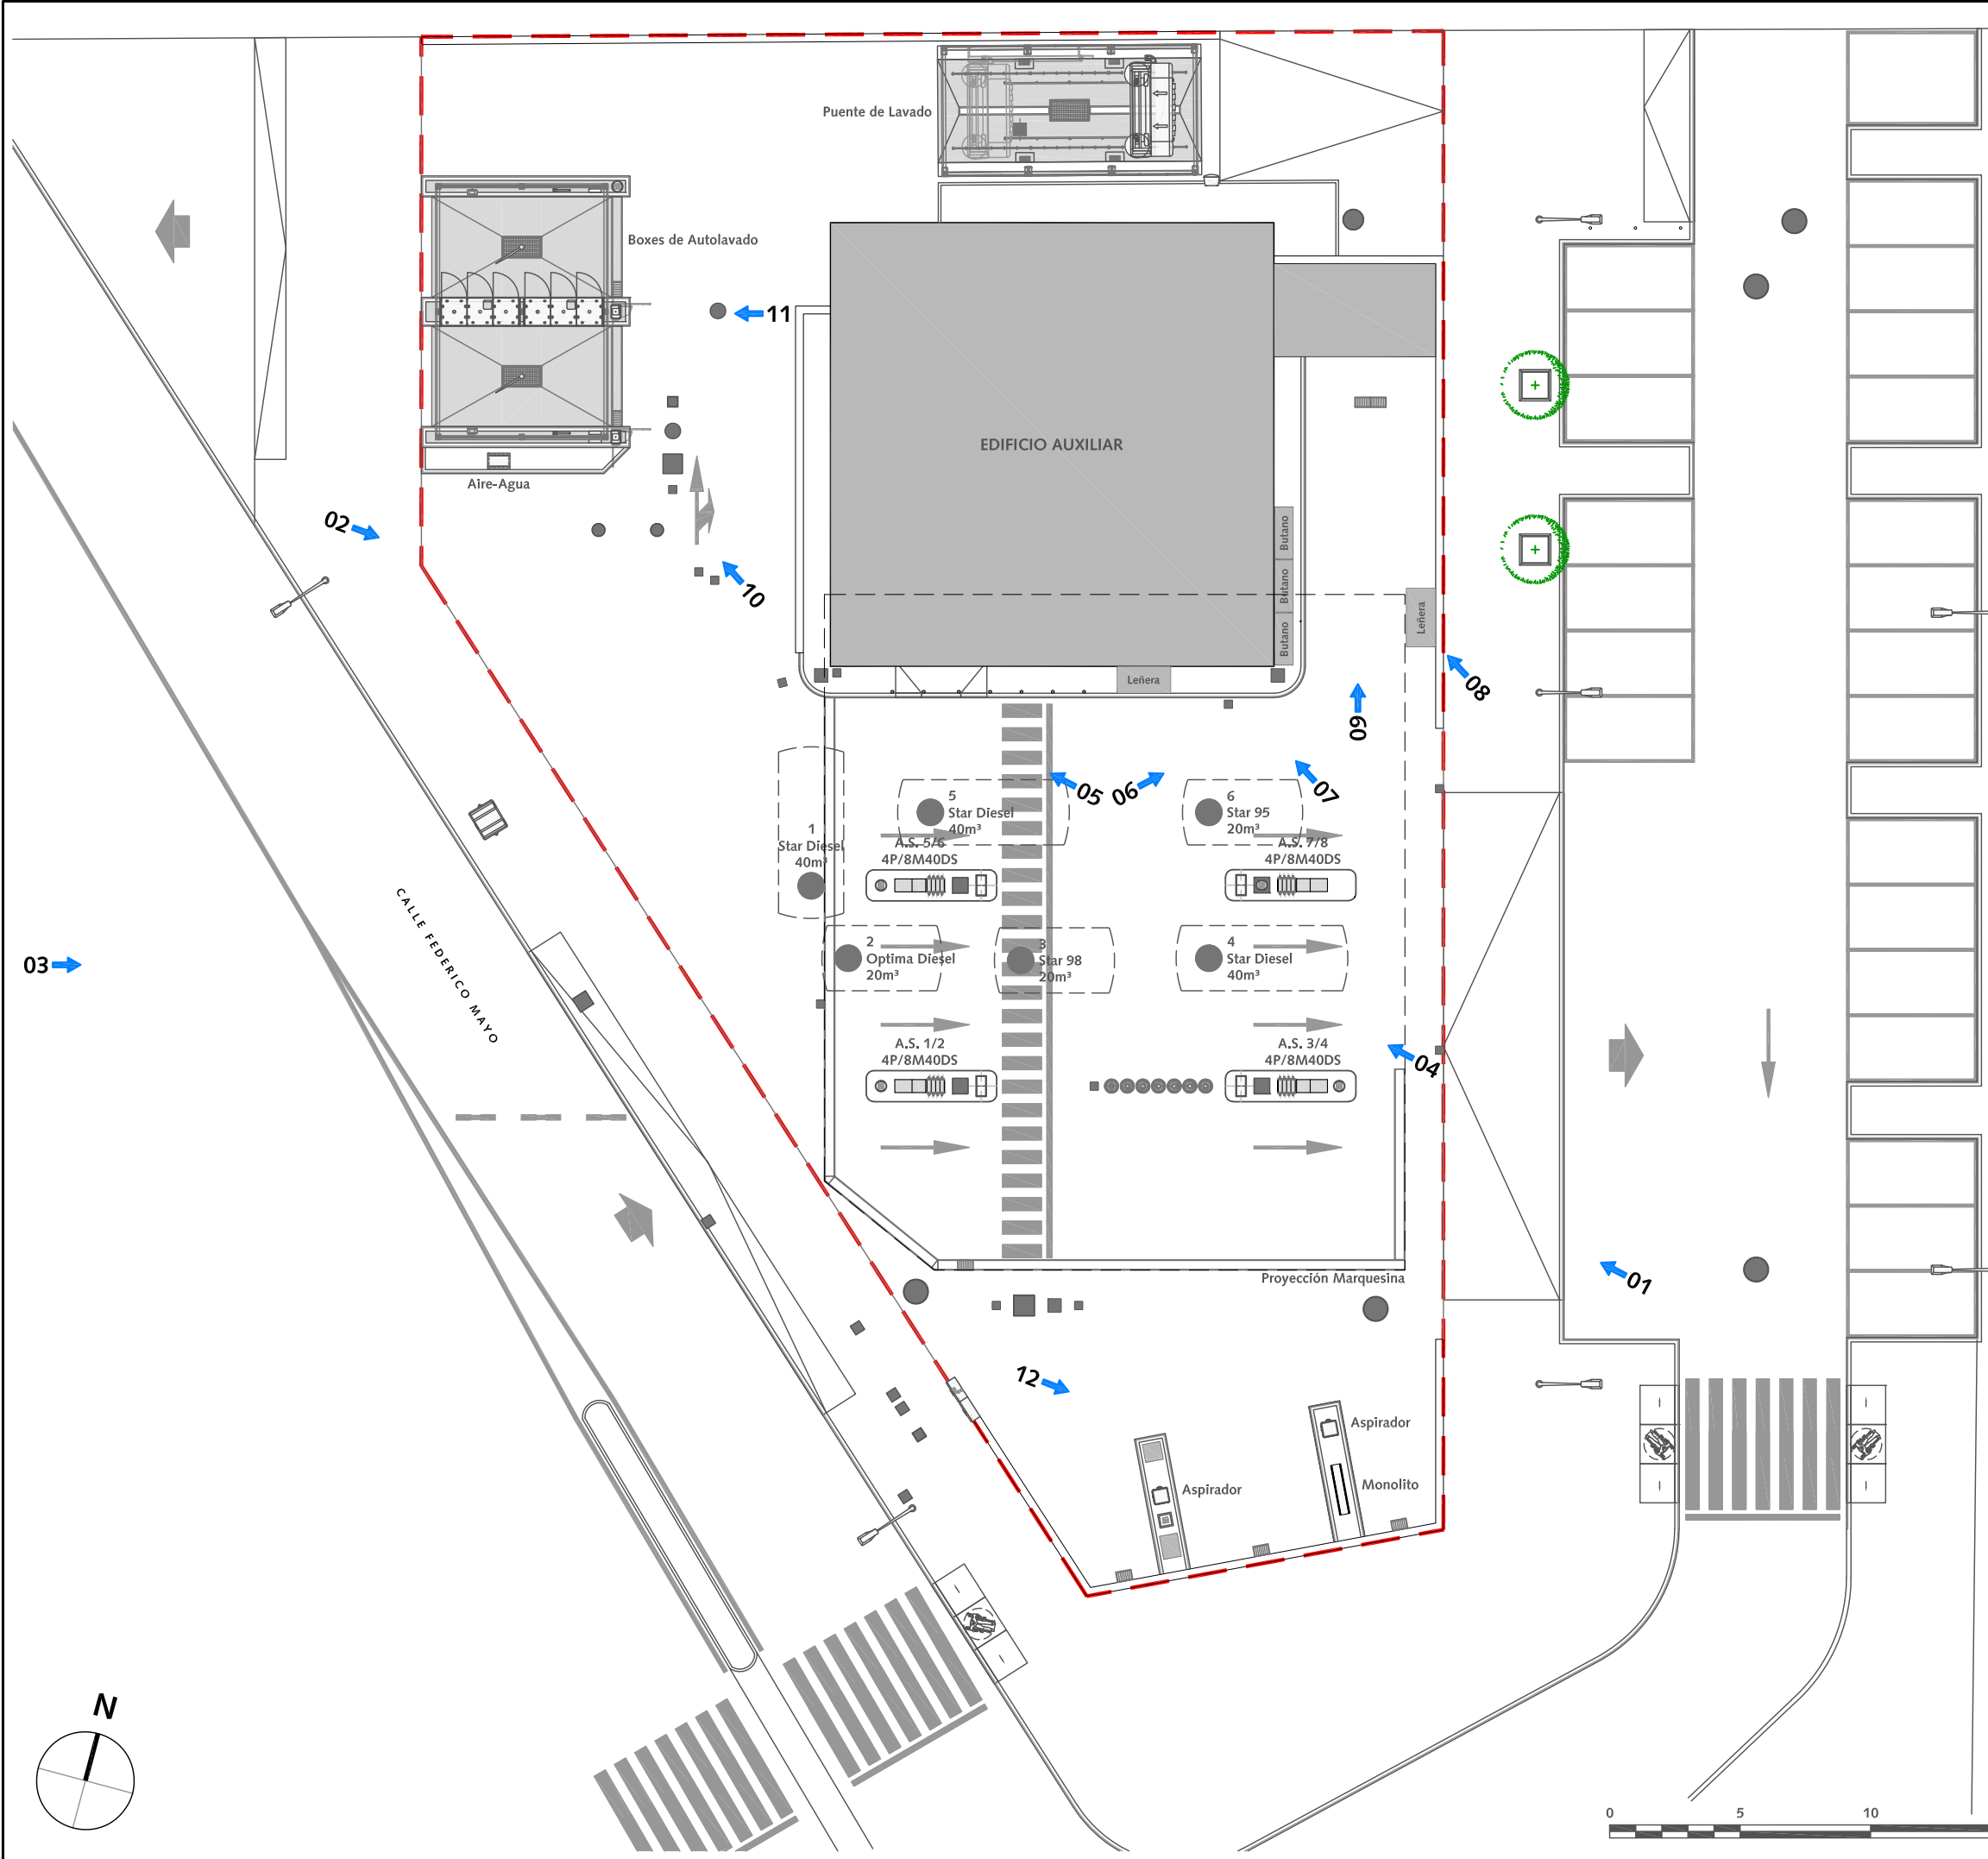 Puente de Lavado
Boxes de Autolavado
11
EDIFICIO AUXILIAR
Aire-Agua
02
10
Butano
Butano
Butano
Leñera
Leñera
08
09
05
06
07
1
Star Diesel
40m³
5
Star Diesel
40m³
6
Star 95
20m³
A.S. 5/6
4P/8M40DS
A.S. 7/8
4P/8M40DS
CALLE FEDERICO MAYO
03
2
Optima Diesel
20m³
3
Star 98
20m³
4
Star Diesel
40m³
A.S. 1/2
4P/8M40DS
A.S. 3/4
4P/8M40DS
04
Proyección Marquesina
01
12
Aspirador
Monolito
Aspirador
N
0 5 10